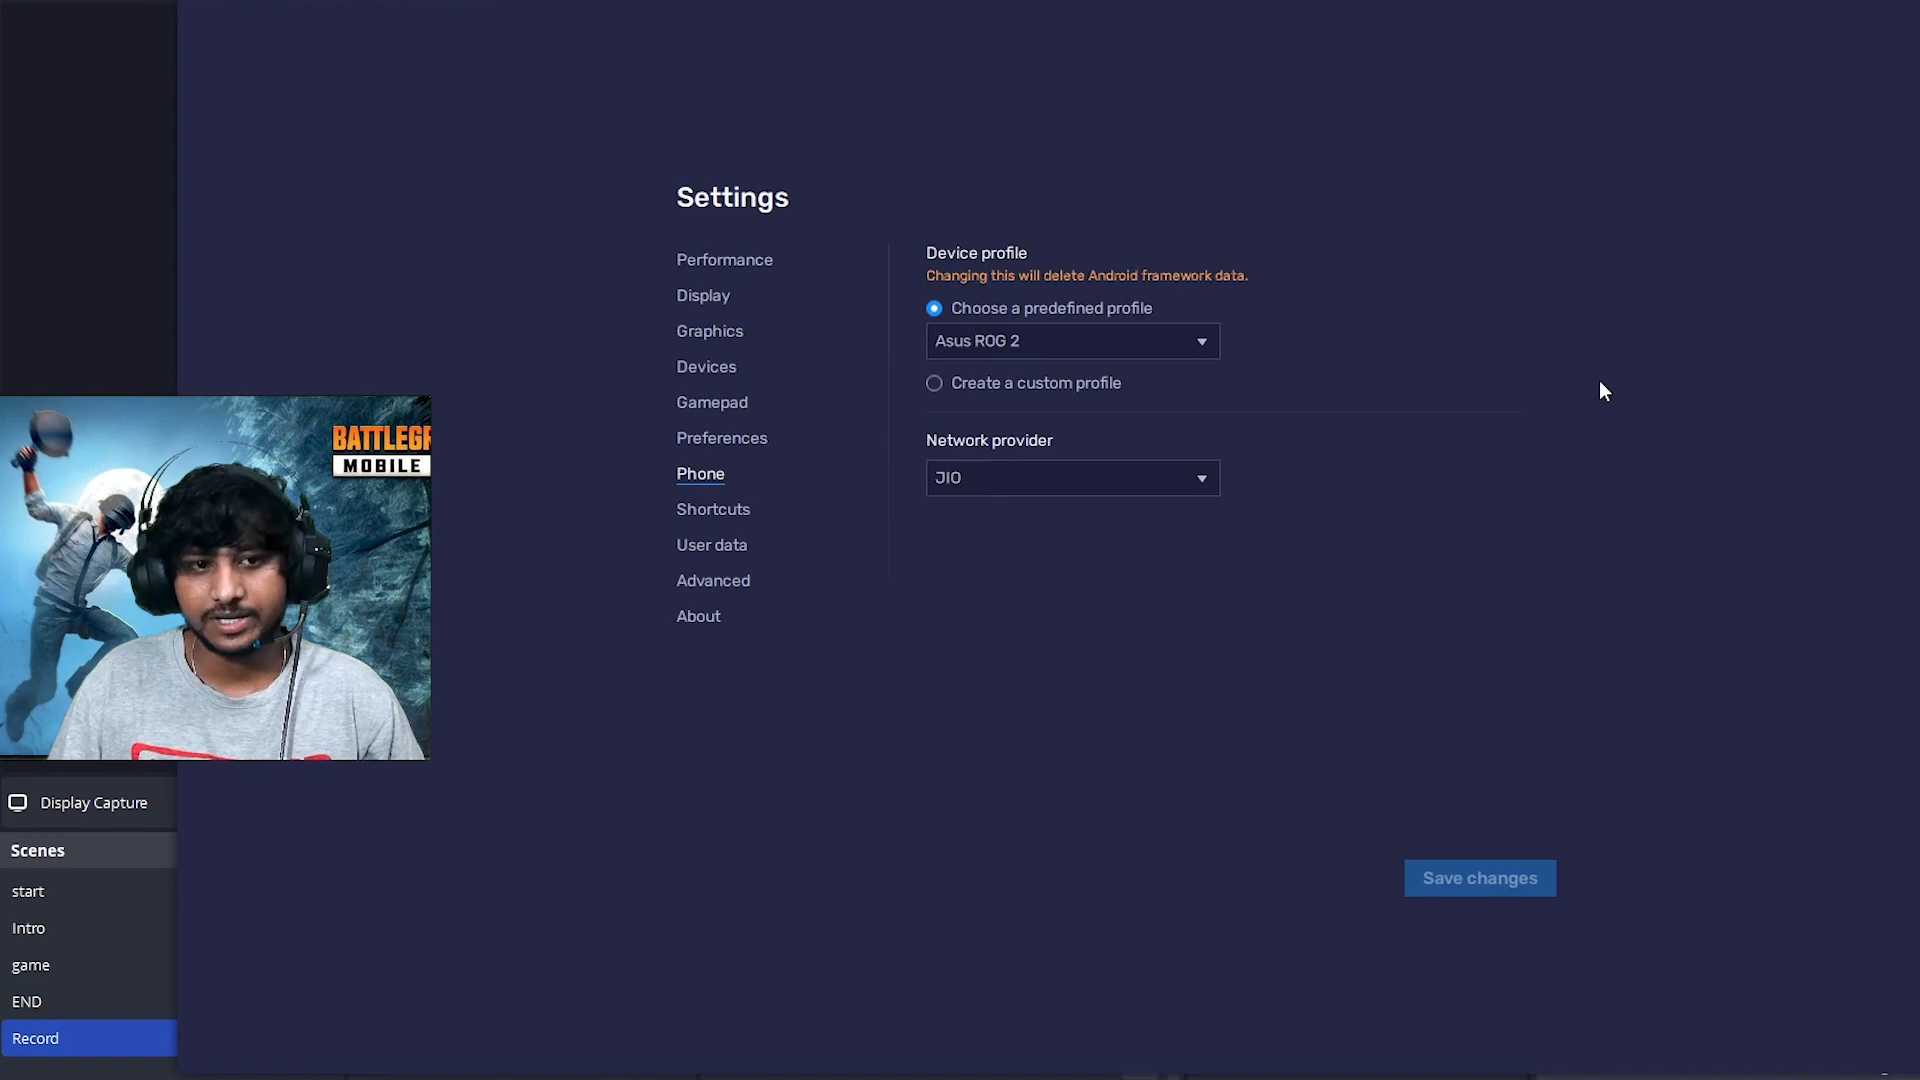 Settings
Performance
Display
Graphics
Devices
Gamepad
Preferences
Phone
Shortcuts
User data
Advanced
About
Device profile
Changing this will delete Android framework data.
Choose a predefined profile
Asus ROG 2
Create a custom profile
Network provider
JIO
Save changes
BATTLEGR
MOBILE
Display Capture
Scenes
start
Intro
game
END
Record